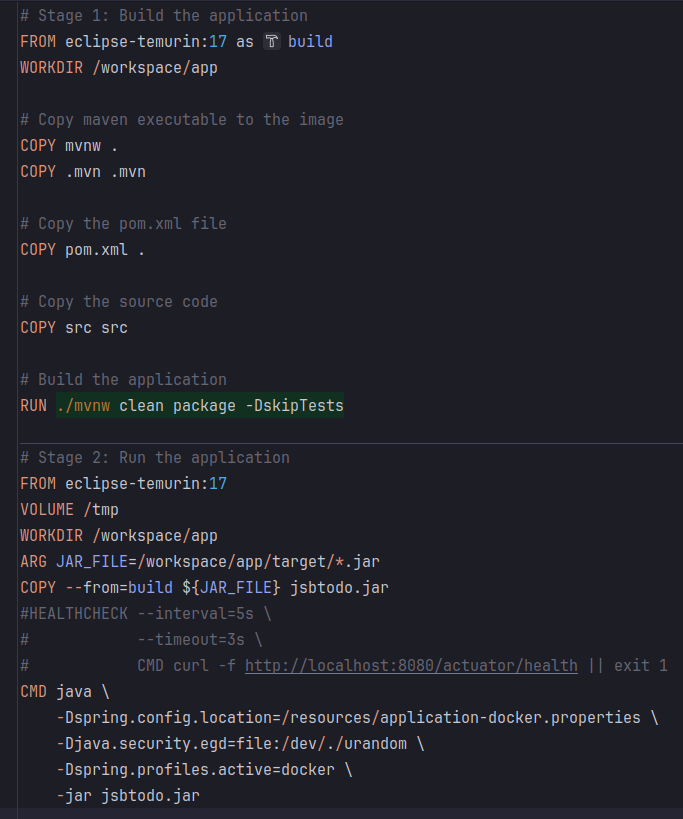 # Stage 1: Build the application
FROM eclipse-temurin:17 as build
WORKDIR /workspace/app
# Copy maven executable to the image
COPY mvnw .
COPY .mvn .mvn
# Copy the pom.xml file
COPY pom.xml .
# Copy the source code
COPY src src
# Build the application
RUN ./mvnw clean package -DskipTests
# Stage 2: Run the application
FROM eclipse-temurin:17
VOLUME /tmp
WORKDIR /workspace/app
ARG JAR_FILE=/workspace/app/target/*.jar
COPY --from=build ${JAR_FILE} jsbtodo.jar
#HEALTHCHECK --interval=5s \
#            --timeout=3s \
#            CMD curl -f http://localhost:8080/actuator/health || exit 1
CMD java \
    -Dspring.config.location=/resources/application-docker.properties \
    -Djava.security.egd=file:/dev/./urandom \
    -Dspring.profiles.active=docker \
    -jar jsbtodo.jar